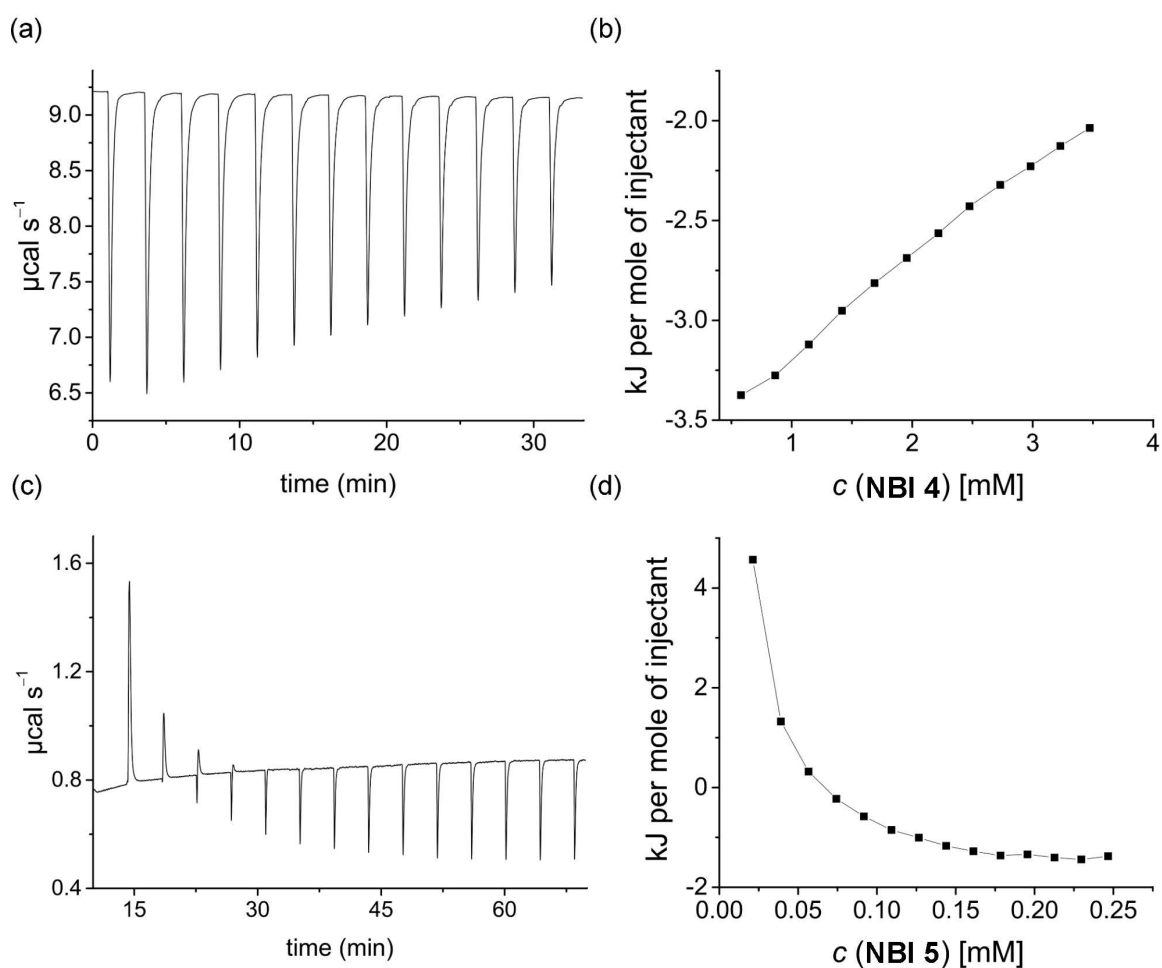 (a)
μcal s⁻¹
9.0
8.5
8.0
7.5
7.0
6.5
0 10 20 30
time (min)
(b)
kJ per mole of injectant
-2.0
-2.5
-3.0
-3.5
1 2 3 4
c (NBI 4) [mM]
(c)
μcal s⁻¹
1.6
1.2
0.8
0.4
15 30 45 60
time (min)
(d)
kJ per mole of injectant
4
2
0
-2
0.00 0.05 0.10 0.15 0.20 0.25
c (NBI 5) [mM]